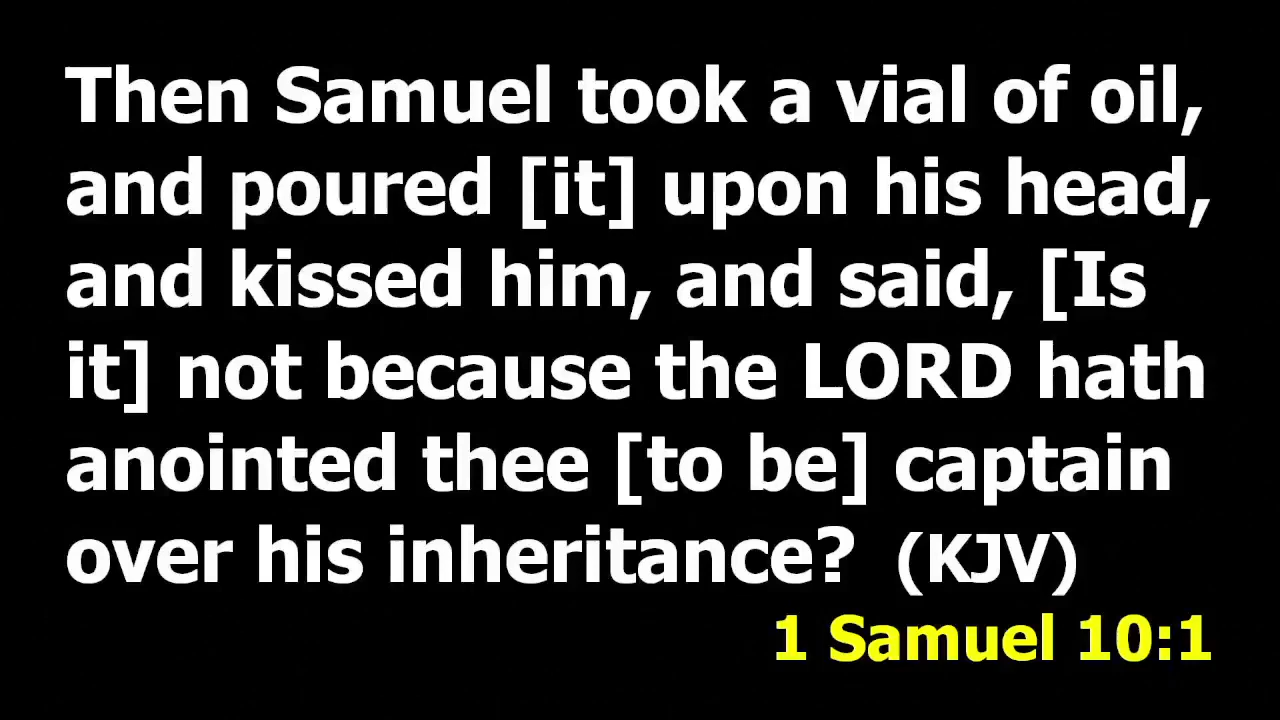 Then Samuel took a vial of oil,
and poured [it] upon his head,
and kissed him, and said, [Is
it] not because the LORD hath
anointed thee [to be] captain
over his inheritance? (KJV)
1 Samuel 10:1